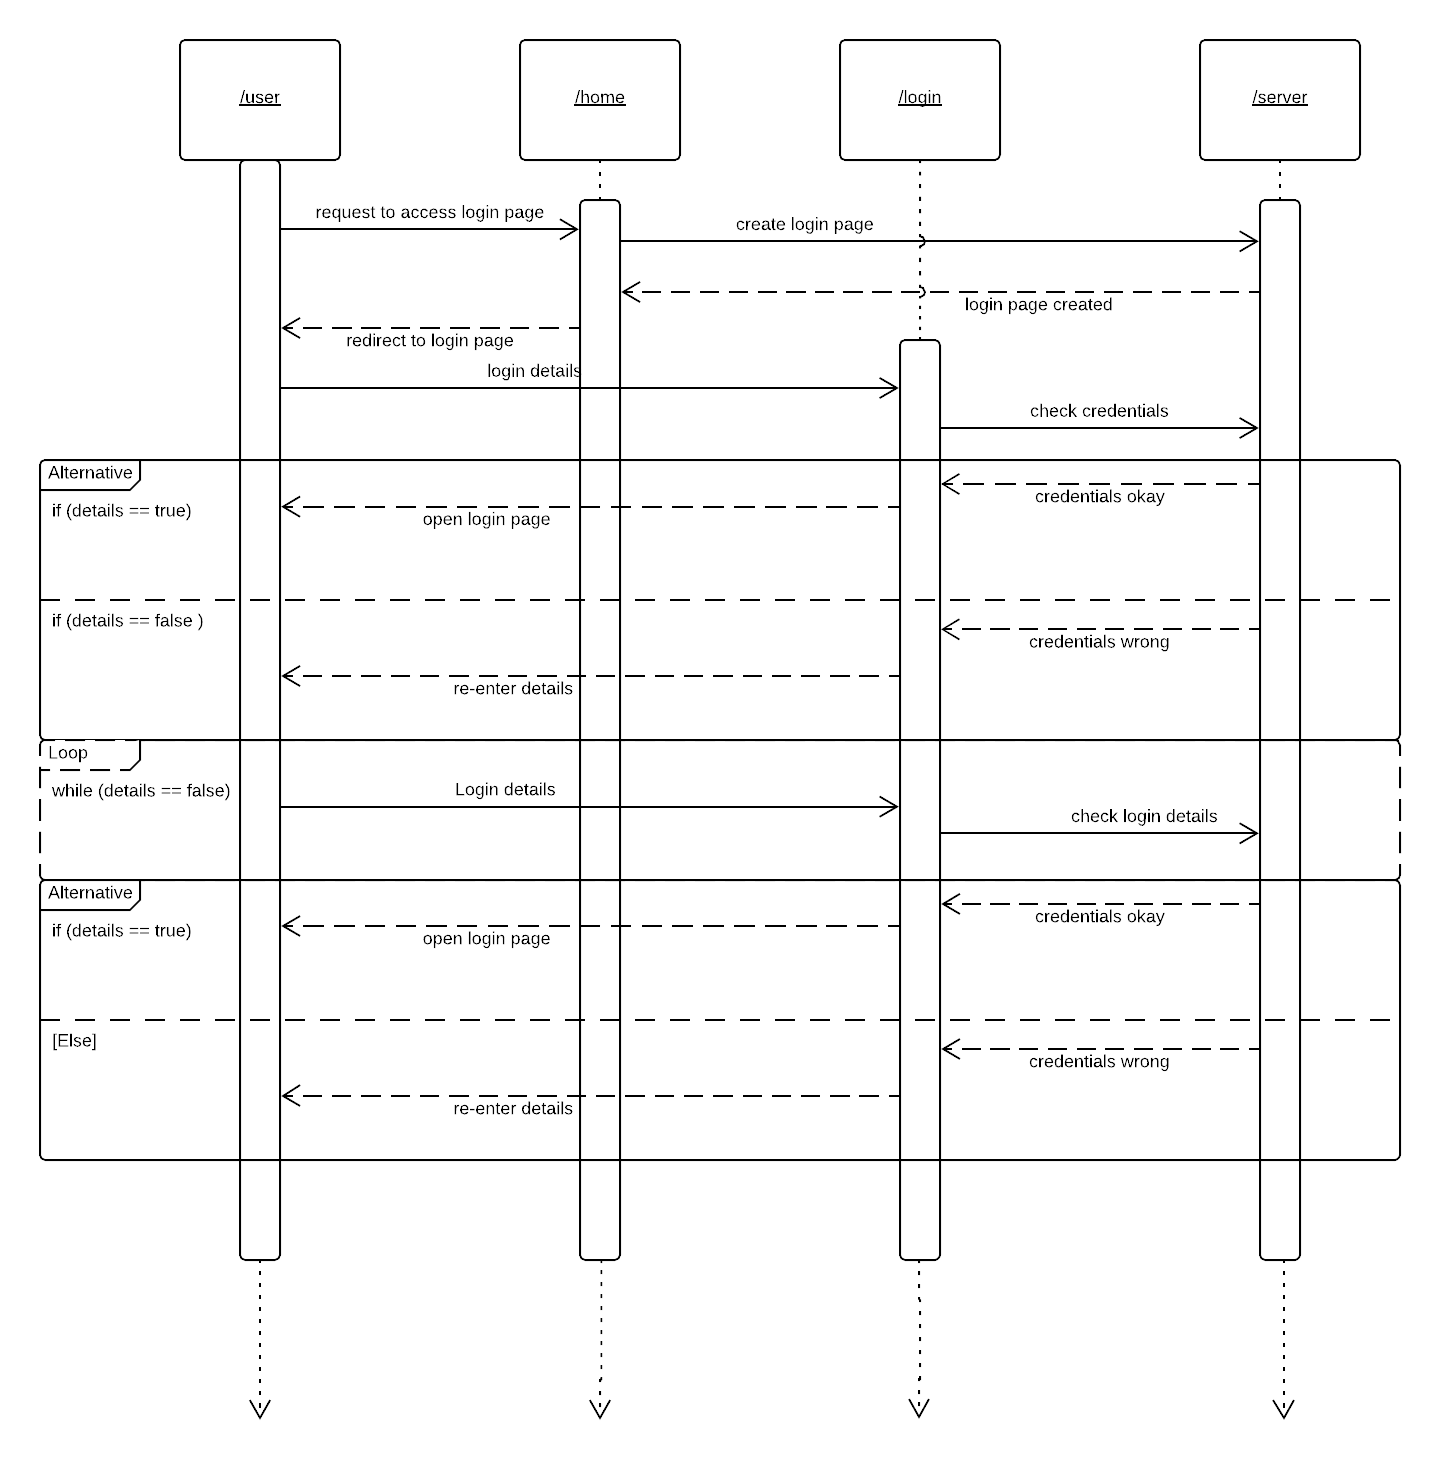 /user
/home
/login
/server
request to access login page
create login page
login page created
redirect to login page
login details
check credentials
Alternative
credentials okay
if (details == true)
open login page
if (details == false )
credentials wrong
re-enter details
Loop
while (details == false)
Login details
check login details
Alternative
credentials okay
if (details == true)
open login page
[Else]
credentials wrong
re-enter details